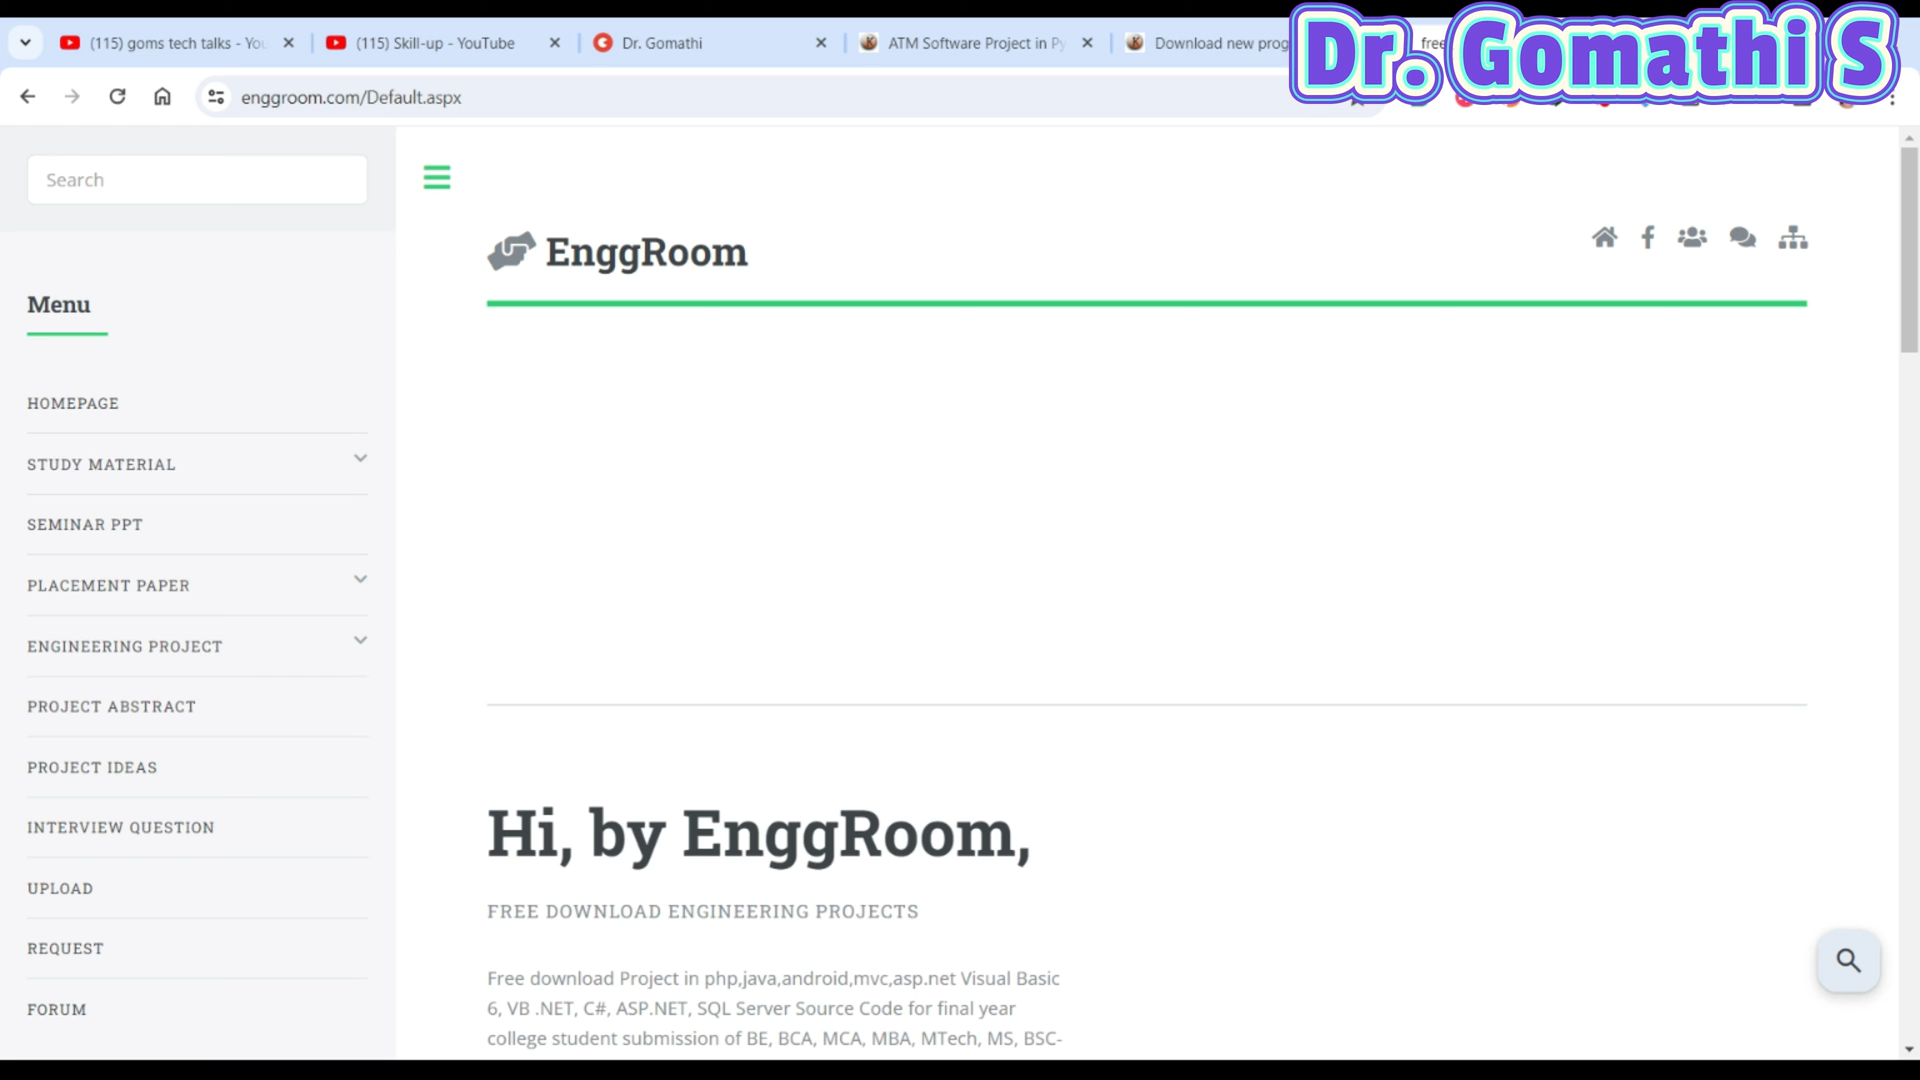 (115) goms tech talks - You
(115) Skill-up - YouTube
Dr. Gomathi
ATM Software Project in Py
Download new prog
free
Dr. Gomathi S
enggroom.com/Default.aspx
Search
EnggRoom
Menu
HOMEPAGE
STUDY MATERIAL
SEMINAR PPT
PLACEMENT PAPER
ENGINEERING PROJECT
PROJECT ABSTRACT
PROJECT IDEAS
INTERVIEW QUESTION
UPLOAD
REQUEST
FORUM
Hi, by EnggRoom,
FREE DOWNLOAD ENGINEERING PROJECTS
Free download Project in php,java,android,mvc,asp.net Visual Basic
6, VB .NET, C#, ASP.NET, SQL Server Source Code for final year
college student submission of BE, BCA, MCA, MBA, MTech, MS, BSC-